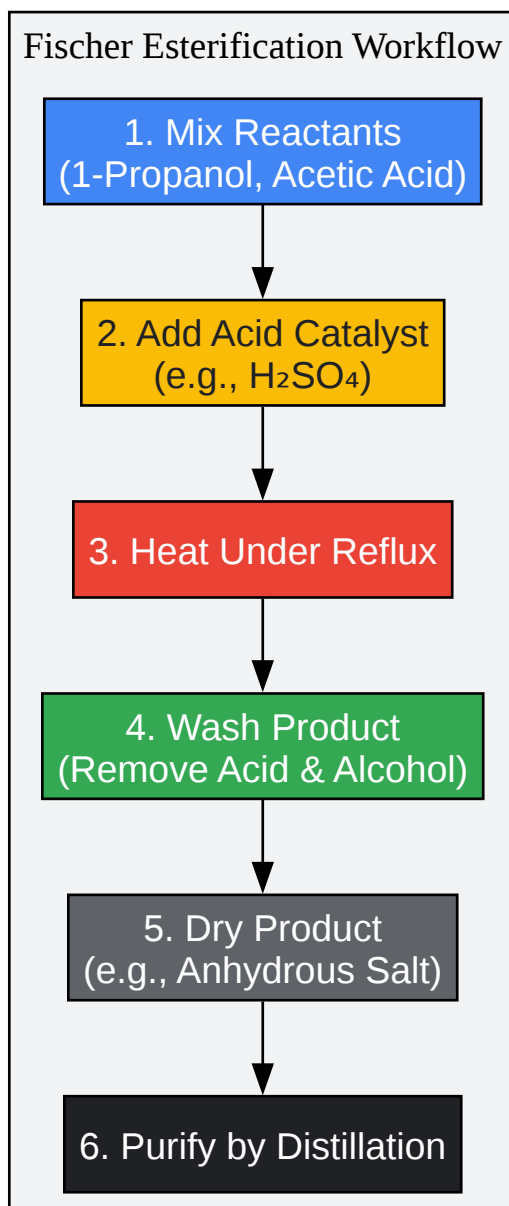 Fischer Esterification Workflow
1. Mix Reactants
(1-Propanol, Acetic Acid)
2. Add Acid Catalyst
(e.g., H₂SO₄)
3. Heat Under Reflux
4. Wash Product
(Remove Acid & Alcohol)
5. Dry Product
(e.g., Anhydrous Salt)
6. Purify by Distillation